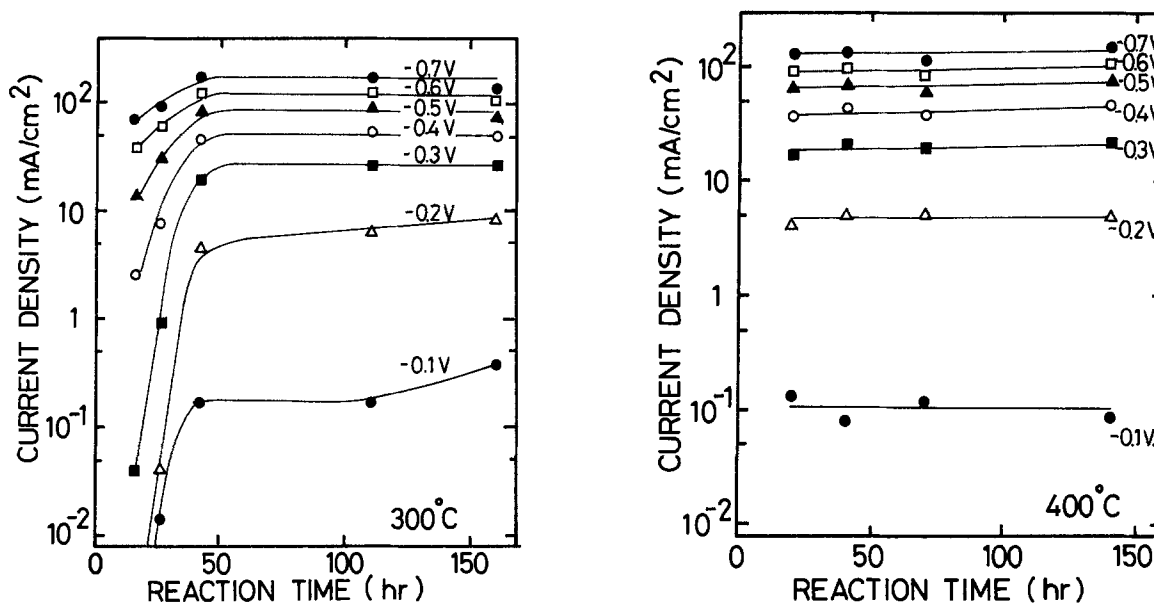 CURRENT DENSITY (mA/cm²)
10²
10
1
10⁻¹
10⁻²
-0.7V
-0.6V
-0.5V
-0.4V
-0.3V
-0.2V
-0.1V
300°C
0
50
100
150
REACTION TIME (hr)
CURRENT DENSITY (mA/cm²)
10²
10
1
10⁻¹
10⁻²
-0.7V
-0.6V
-0.5V
-0.4V
-0.3V
-0.2V
-0.1V.
400°C
0
50
100
150
REACTION TIME (hr)